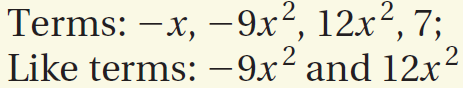 Terms: −x, −9x², 12x², 7;
Like terms: −9x² and 12x²